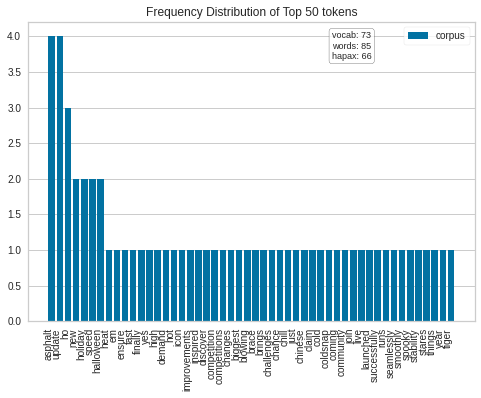 Frequency Distribution of Top 50 tokens
vocab: 73
words: 85
hapax: 66
corpus
4.0
3.5
3.0
2.5
2.0
1.5
1.0
0.5
0.0
asphalt
update
ho
new
holiday
speed
halloween
heat
em
ensure
fast
finally
yes
high
demand
hot
icon
improvements
inspired
discover
competition
competitions
changes
biggest
blowing
brace
brings
challenges
chance
chill
just
chinese
claim
cold
coldsnap
coming
community
join
live
launched
successfully
runs
seamlessly
smoothly
spooky
stability
stares
things
year
tiger